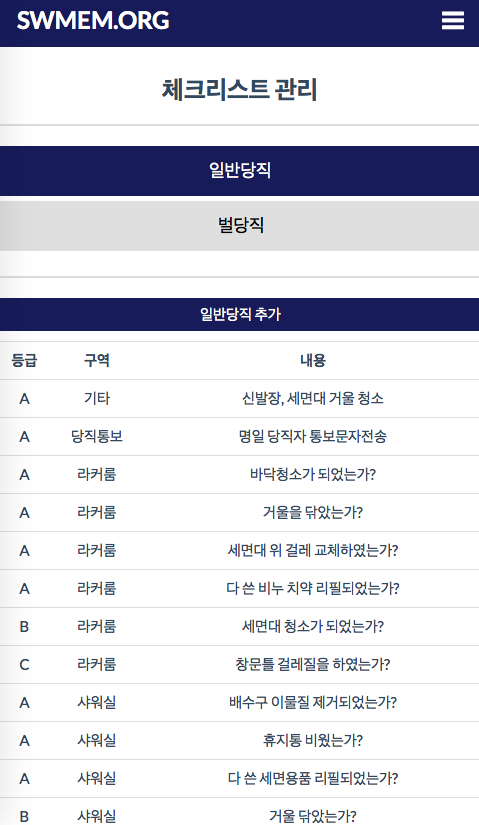 SWMEM.ORG
체크리스트 관리
일반당직
벌당직
일반당직 추가
등급 구역 내용
A 기타 신발장, 세면대 거울 청소
A 당직통보 명일 당직자 통보문자전송
A 라커룸 바닥청소가 되었는가?
A 라커룸 거울을 닦았는가?
A 라커룸 세면대 위 걸레 교체하였는가?
A 라커룸 다 쓴 비누 치약 리필되었는가?
B 라커룸 세면대 청소가 되었는가?
C 라커룸 창문틀 걸레질을 하였는가?
A 샤워실 배수구 이물질 제거되었는가?
A 샤워실 휴지통 비웠는가?
A 샤워실 다 쓴 세면용품 리필되었는가?
B 샤워실 거울 닦았는가?